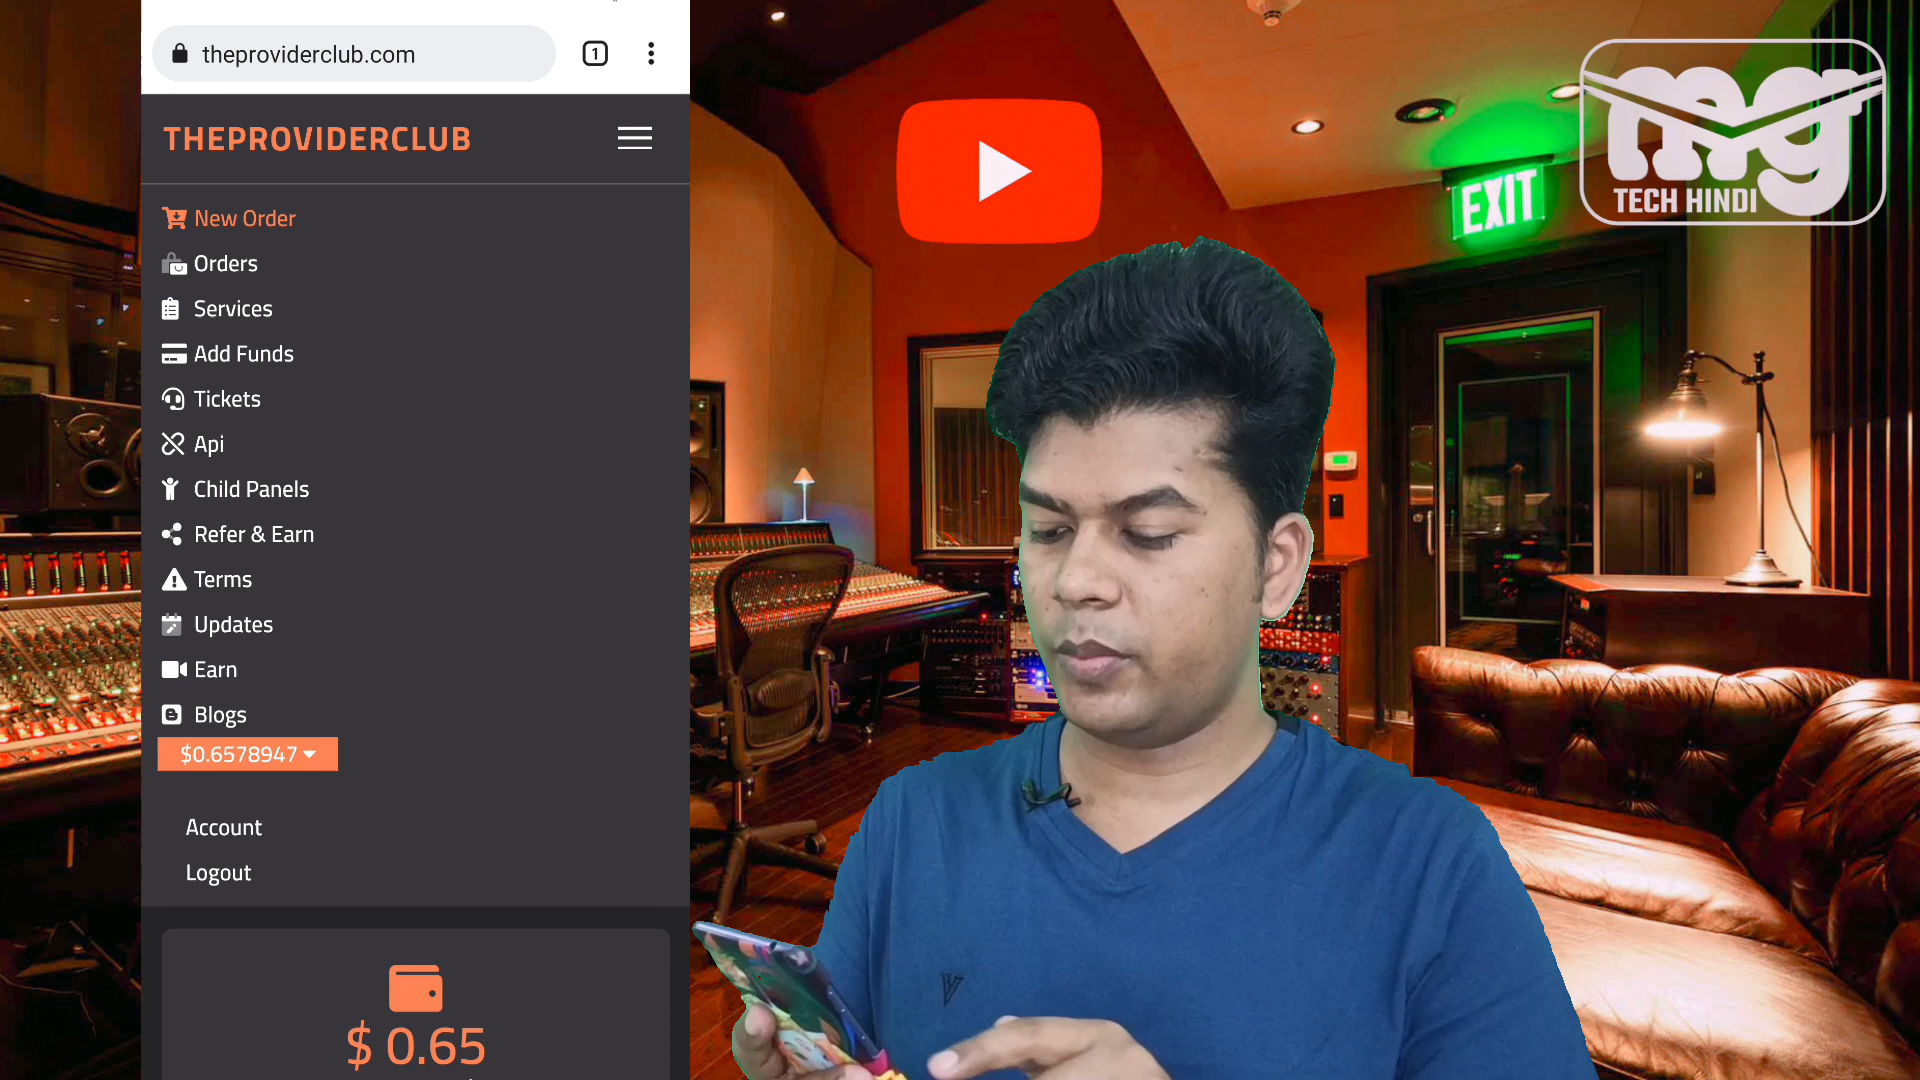 theproviderclub.com
1
THEPROVIDERCLUB
New Order
Orders
Services
Add Funds
Tickets
Api
Child Panels
Refer & Earn
Terms
Updates
Earn
Blogs
$0.6578947
Account
Logout
$ 0.65
mg
TECH HINDI
EXIT